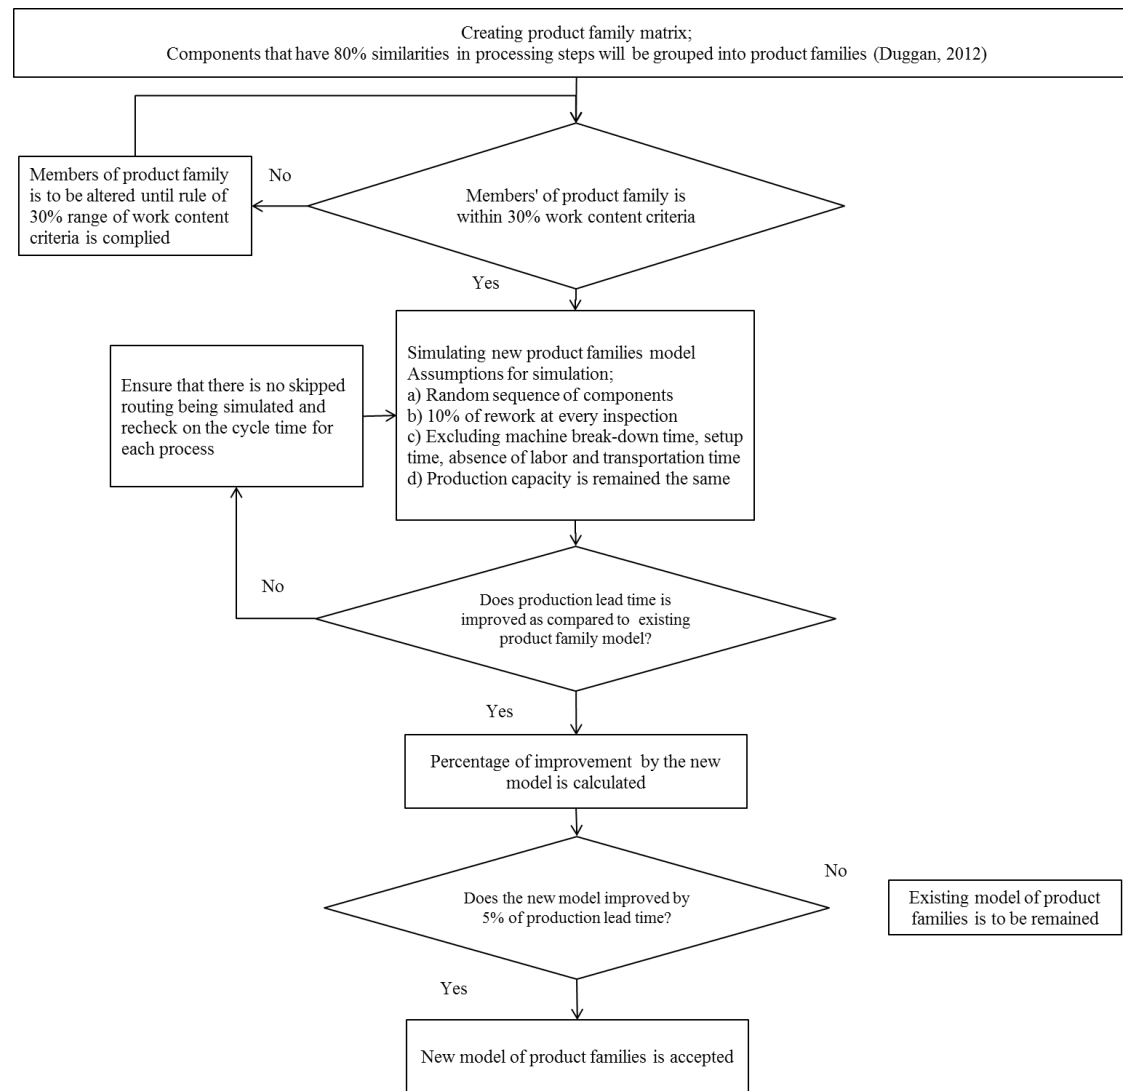 Creating product family matrix;
Components that have 80% similarities in processing steps will be grouped into product families (Duggan, 2012)
Members of product family
is to be altered until rule of
30% range of work content
criteria is complied
No
Members' of product family is
within 30% work content criteria
Yes
Ensure that there is no skipped
routing being simulated and
recheck on the cycle time for
each process
Simulating new product families model
Assumptions for simulation;
a) Random sequence of components
b) 10% of rework at every inspection
c) Excluding machine break-down time, setup
time, absence of labor and transportation time
d) Production capacity is remained the same
No
Does production lead time is
improved as compared to existing
product family model?
Yes
Percentage of improvement by the new
model is calculated
Does the new model improved by
5% of production lead time?
No
Existing model of product
families is to be remained
Yes
New model of product families is accepted